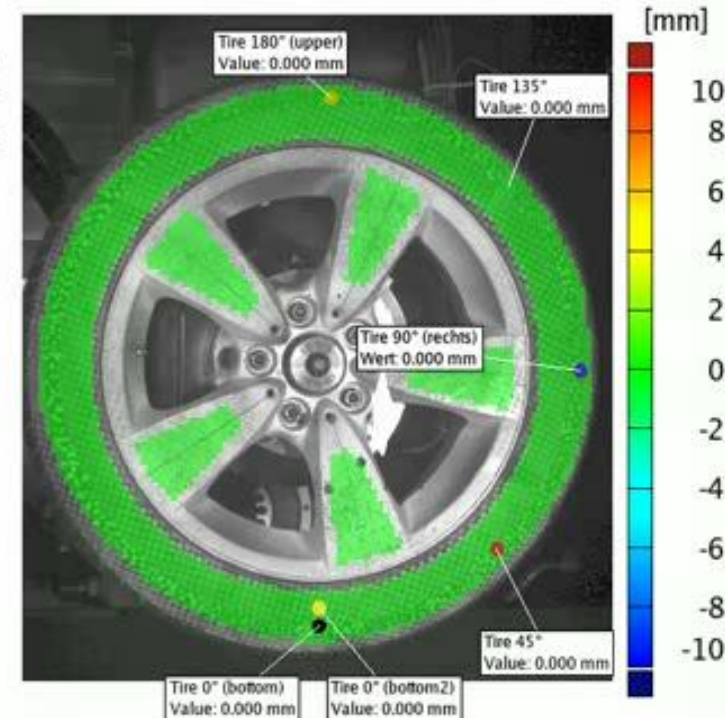 [mm]
Tire 180° (upper)
Value: 0.000 mm
Tire 135°
Value: 0.000 mm
10
8
6
4
2
0
-2
-4
-6
-8
-10
Tire 90° (rechts)
Wert: 0.000 mm
Tire 45°
Value: 0.000 mm
Tire 0° (bottom)
Value: 0.000 mm
Tire 0° (bottom2)
Value: 0.000 mm